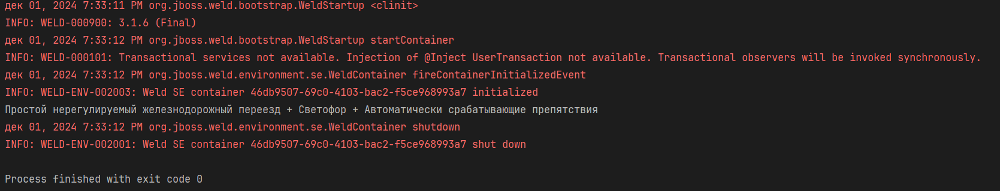 дек 01, 2024 7:33:11 PM org.jboss.weld.bootstrap.WeldStartup <clinit>
INFO: WELD-000900: 3.1.6 (Final)
дек 01, 2024 7:33:12 PM org.jboss.weld.bootstrap.WeldStartup startContainer
INFO: WELD-000101: Transactional services not available. Injection of @Inject UserTransaction not available. Transactional observers will be invoked synchronously.
дек 01, 2024 7:33:12 PM org.jboss.weld.environment.se.WeldContainer fireContainerInitializedEvent
INFO: WELD-ENV-002003: Weld SE container 46db9507-69c0-4103-bac2-f5ce968993a7 initialized
Простой нерегулируемый железнодорожный переезд + Светофор + Автоматически срабатывающие препятствия
дек 01, 2024 7:33:12 PM org.jboss.weld.environment.se.WeldContainer shutdown
INFO: WELD-ENV-002001: Weld SE container 46db9507-69c0-4103-bac2-f5ce968993a7 shut down
Process finished with exit code 0